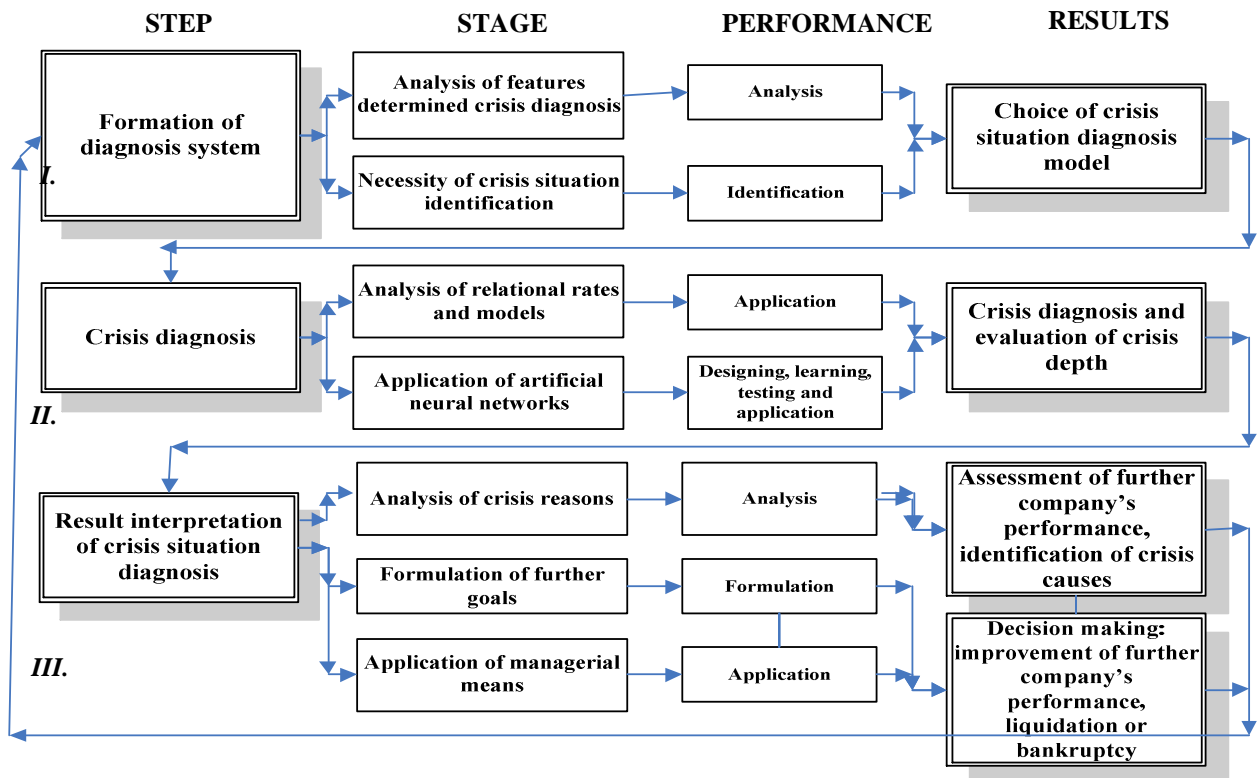 STEP
STAGE
PERFORMANCE
RESULTS
I.
Formation of
diagnosis system
Analysis of features
determined crisis diagnosis
Analysis
Necessity of crisis situation
identification
Identification
Choice of crisis
situation diagnosis
model
II.
Crisis diagnosis
Analysis of relational rates
and models
Application
Application of artificial
neural networks
Designing, learning,
testing and
application
Crisis diagnosis and
evaluation of crisis
depth
III.
Result interpretation
of crisis situation
diagnosis
Analysis of crisis reasons
Analysis
Formulation of further
goals
Formulation
Application of managerial
means
Application
Assessment of further
company’s
performance,
identification of crisis
causes
Decision making:
improvement of further
company’s
performance,
liquidation or
bankruptcy